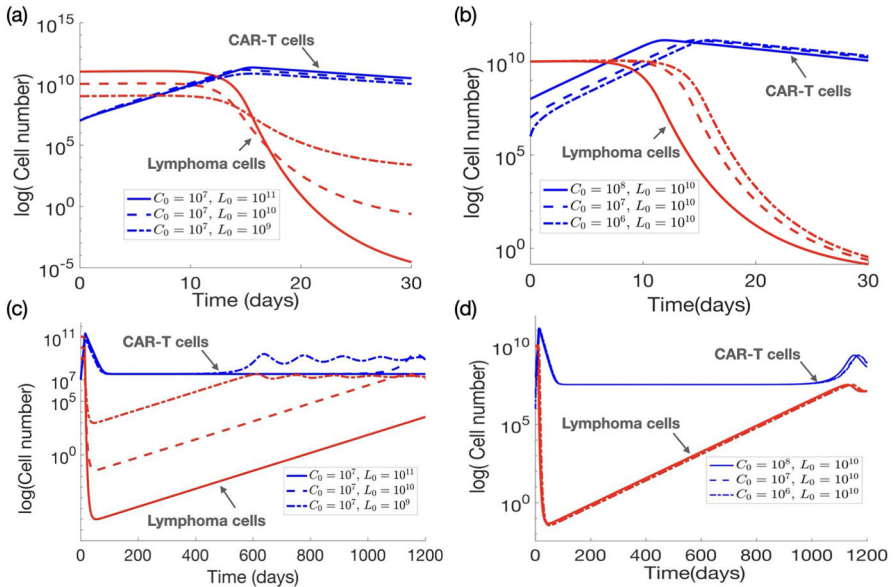 (a)
10^15
CAR-T cells
10^10
log( Cell number)
10^5
Lymphoma cells
C_0 = 10^7, L_0 = 10^11
10^0
C_0 = 10^7, L_0 = 10^10
C_0 = 10^7, L_0 = 10^9
10^-5
0 10 20 30
Time (days)
(b)
10^10
CAR-T cells
log( Cell number)
10^5
Lymphoma cells
C_0 = 10^8, L_0 = 10^10
C_0 = 10^7, L_0 = 10^10
C_0 = 10^6, L_0 = 10^10
10^0
0 10 20 30
Time(days)
(c)
10^11
CAR-T cells
10^7
10^5
log(Cell number)
10^0
C_0 = 10^7, L_0 = 10^11
C_0 = 10^7, L_0 = 10^10
C_0 = 10^7, L_0 = 10^9
Lymphoma cells
0 200 400 600 800 1000 1200
Time (days)
(d)
10^10
CAR-T cells
log( Cell number)
10^5
Lymphoma cells
C_0 = 10^8, L_0 = 10^10
C_0 = 10^7, L_0 = 10^10
C_0 = 10^6, L_0 = 10^10
10^0
0 200 400 600 800 1000 1200
Time(days)